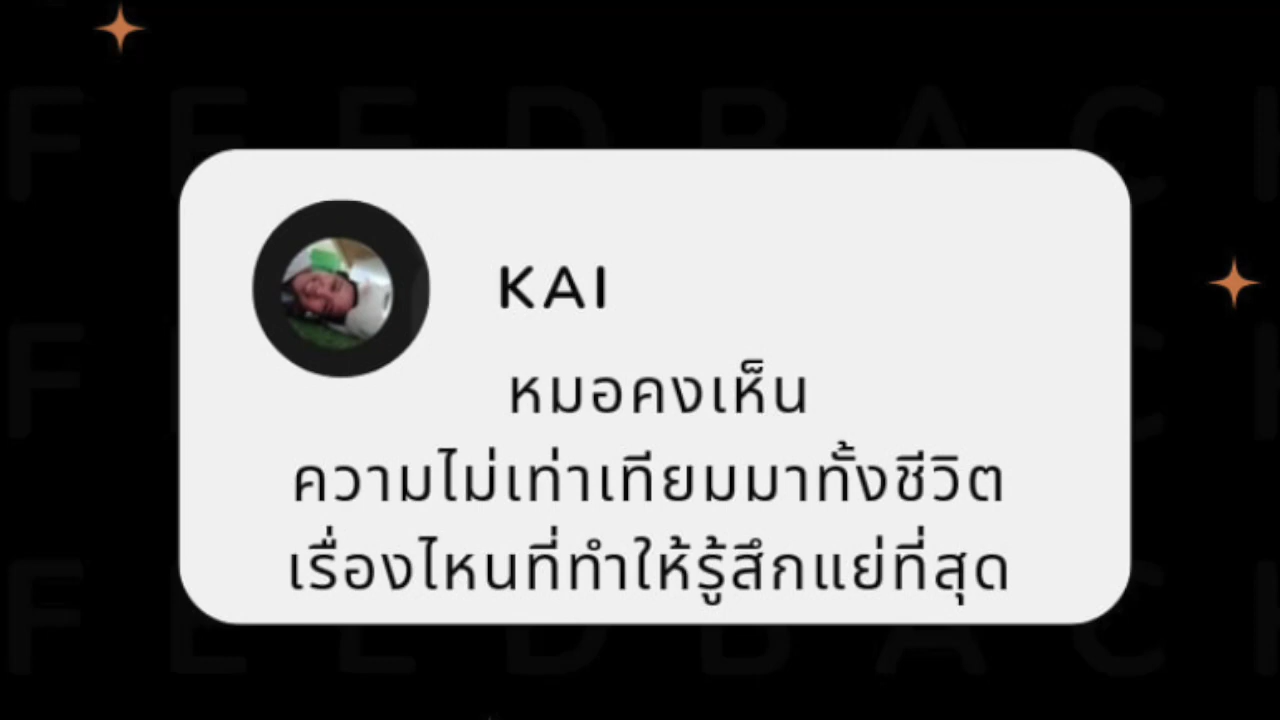 FEEDBACK
KAI
หมอคงเห็น
ความไม่เท่าเทียมมาทั้งชีวิต
เรื่องไหนที่ทำให้รู้สึกแย่ที่สุด